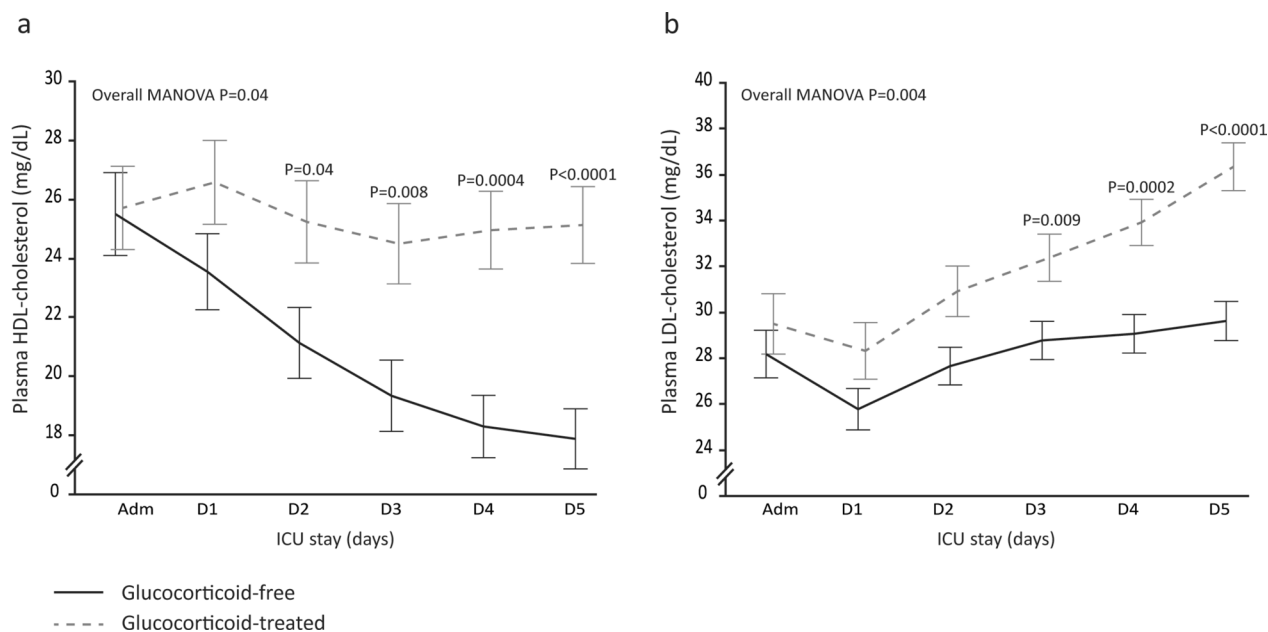 a
Overall MANOVA P=0.04
Plasma HDL-cholesterol (mg/dL)
30
28
26
24
22
20
18
0
P=0.04
P=0.008
P=0.0004
P<0.0001
Adm D1 D2 D3 D4 D5
ICU stay (days)
b
Overall MANOVA P=0.004
Plasma LDL-cholesterol (mg/dL)
40
38
36
34
32
30
28
26
24
0
P=0.009
P=0.0002
P<0.0001
Adm D1 D2 D3 D4 D5
ICU stay (days)
Glucocorticoid-free
Glucocorticoid-treated